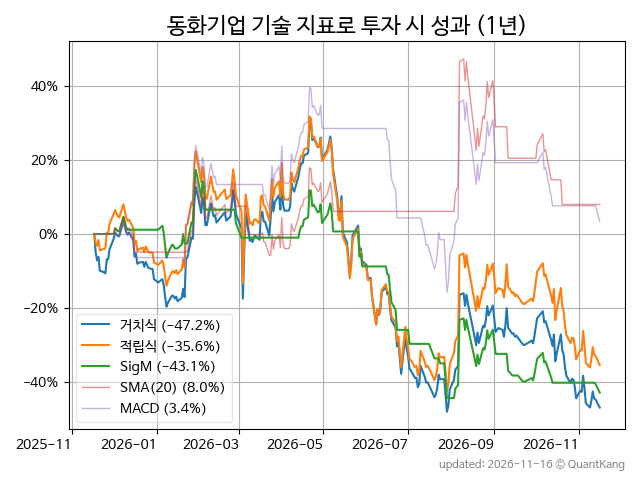 동화기업 기술 지표로 투자 시 성과 (1년)
40%
20%
0%
−20%
−40%
거치식 (−47.2%)
적립식 (−35.6%)
SigM (−43.1%)
SMA(20) (8.0%)
MACD (3.4%)
2025-11
2026-01
2026-03
2026-05
2026-07
2026-09
2026-11
updated: 2026-11-16 © QuantKang